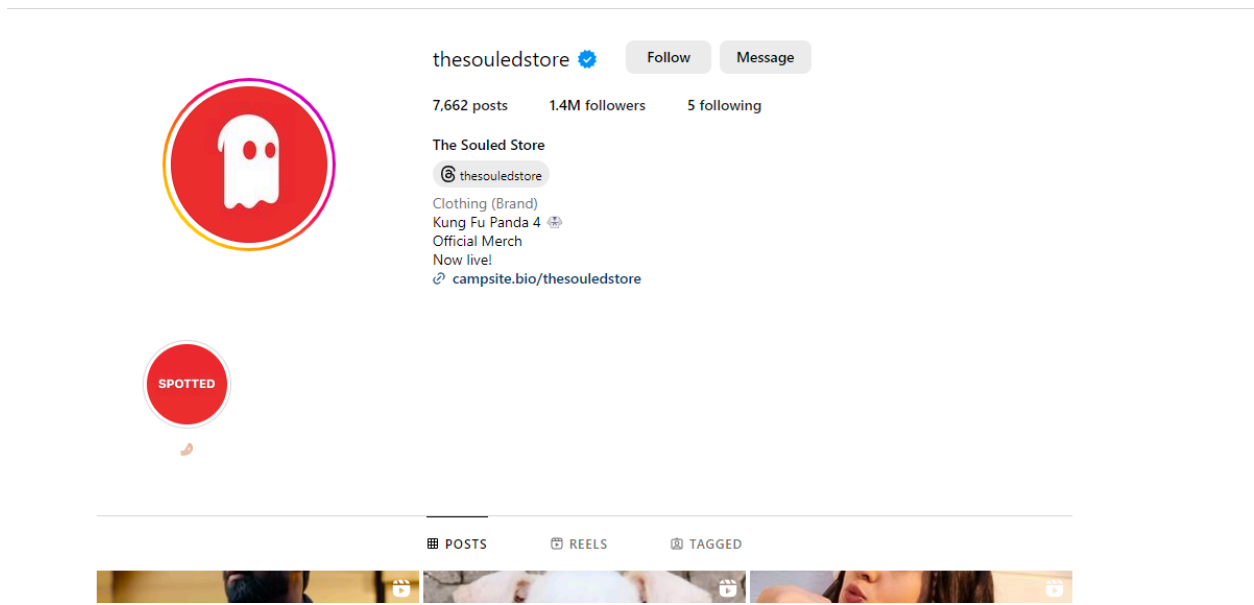 thesouledstore Follow Message
7,662 posts 1.4M followers 5 following
The Souled Store
thesouledstore
Clothing (Brand)
Kung Fu Panda 4 🥋
Official Merch
Now live!
campsite.bio/thesouledstore
SPOTTED
POSTS REELS TAGGED